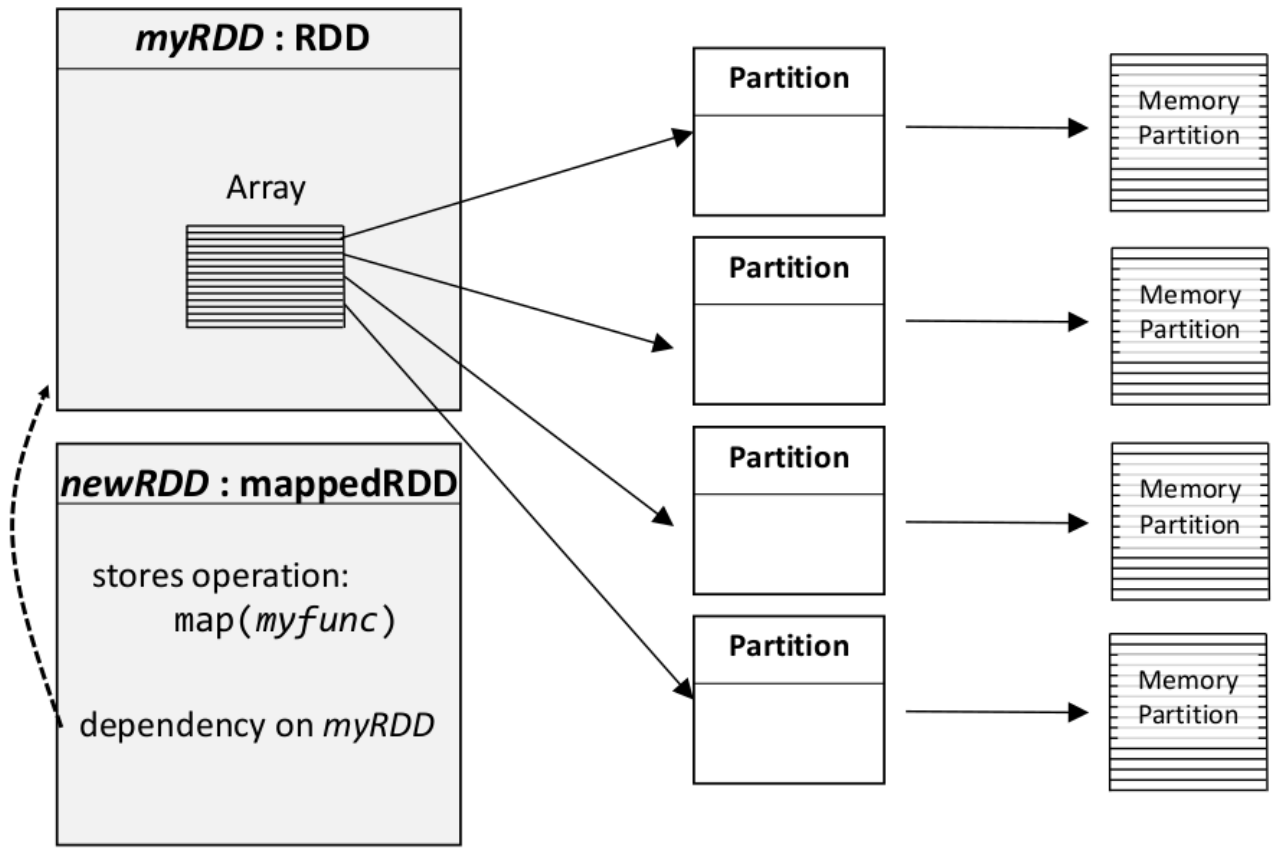 myRDD : RDD
Array
newRDD : mappedRDD
stores operation:
map(myfunc)
dependency on myRDD
Partition
Memory
Partition
Partition
Memory
Partition
Partition
Memory
Partition
Partition
Memory
Partition